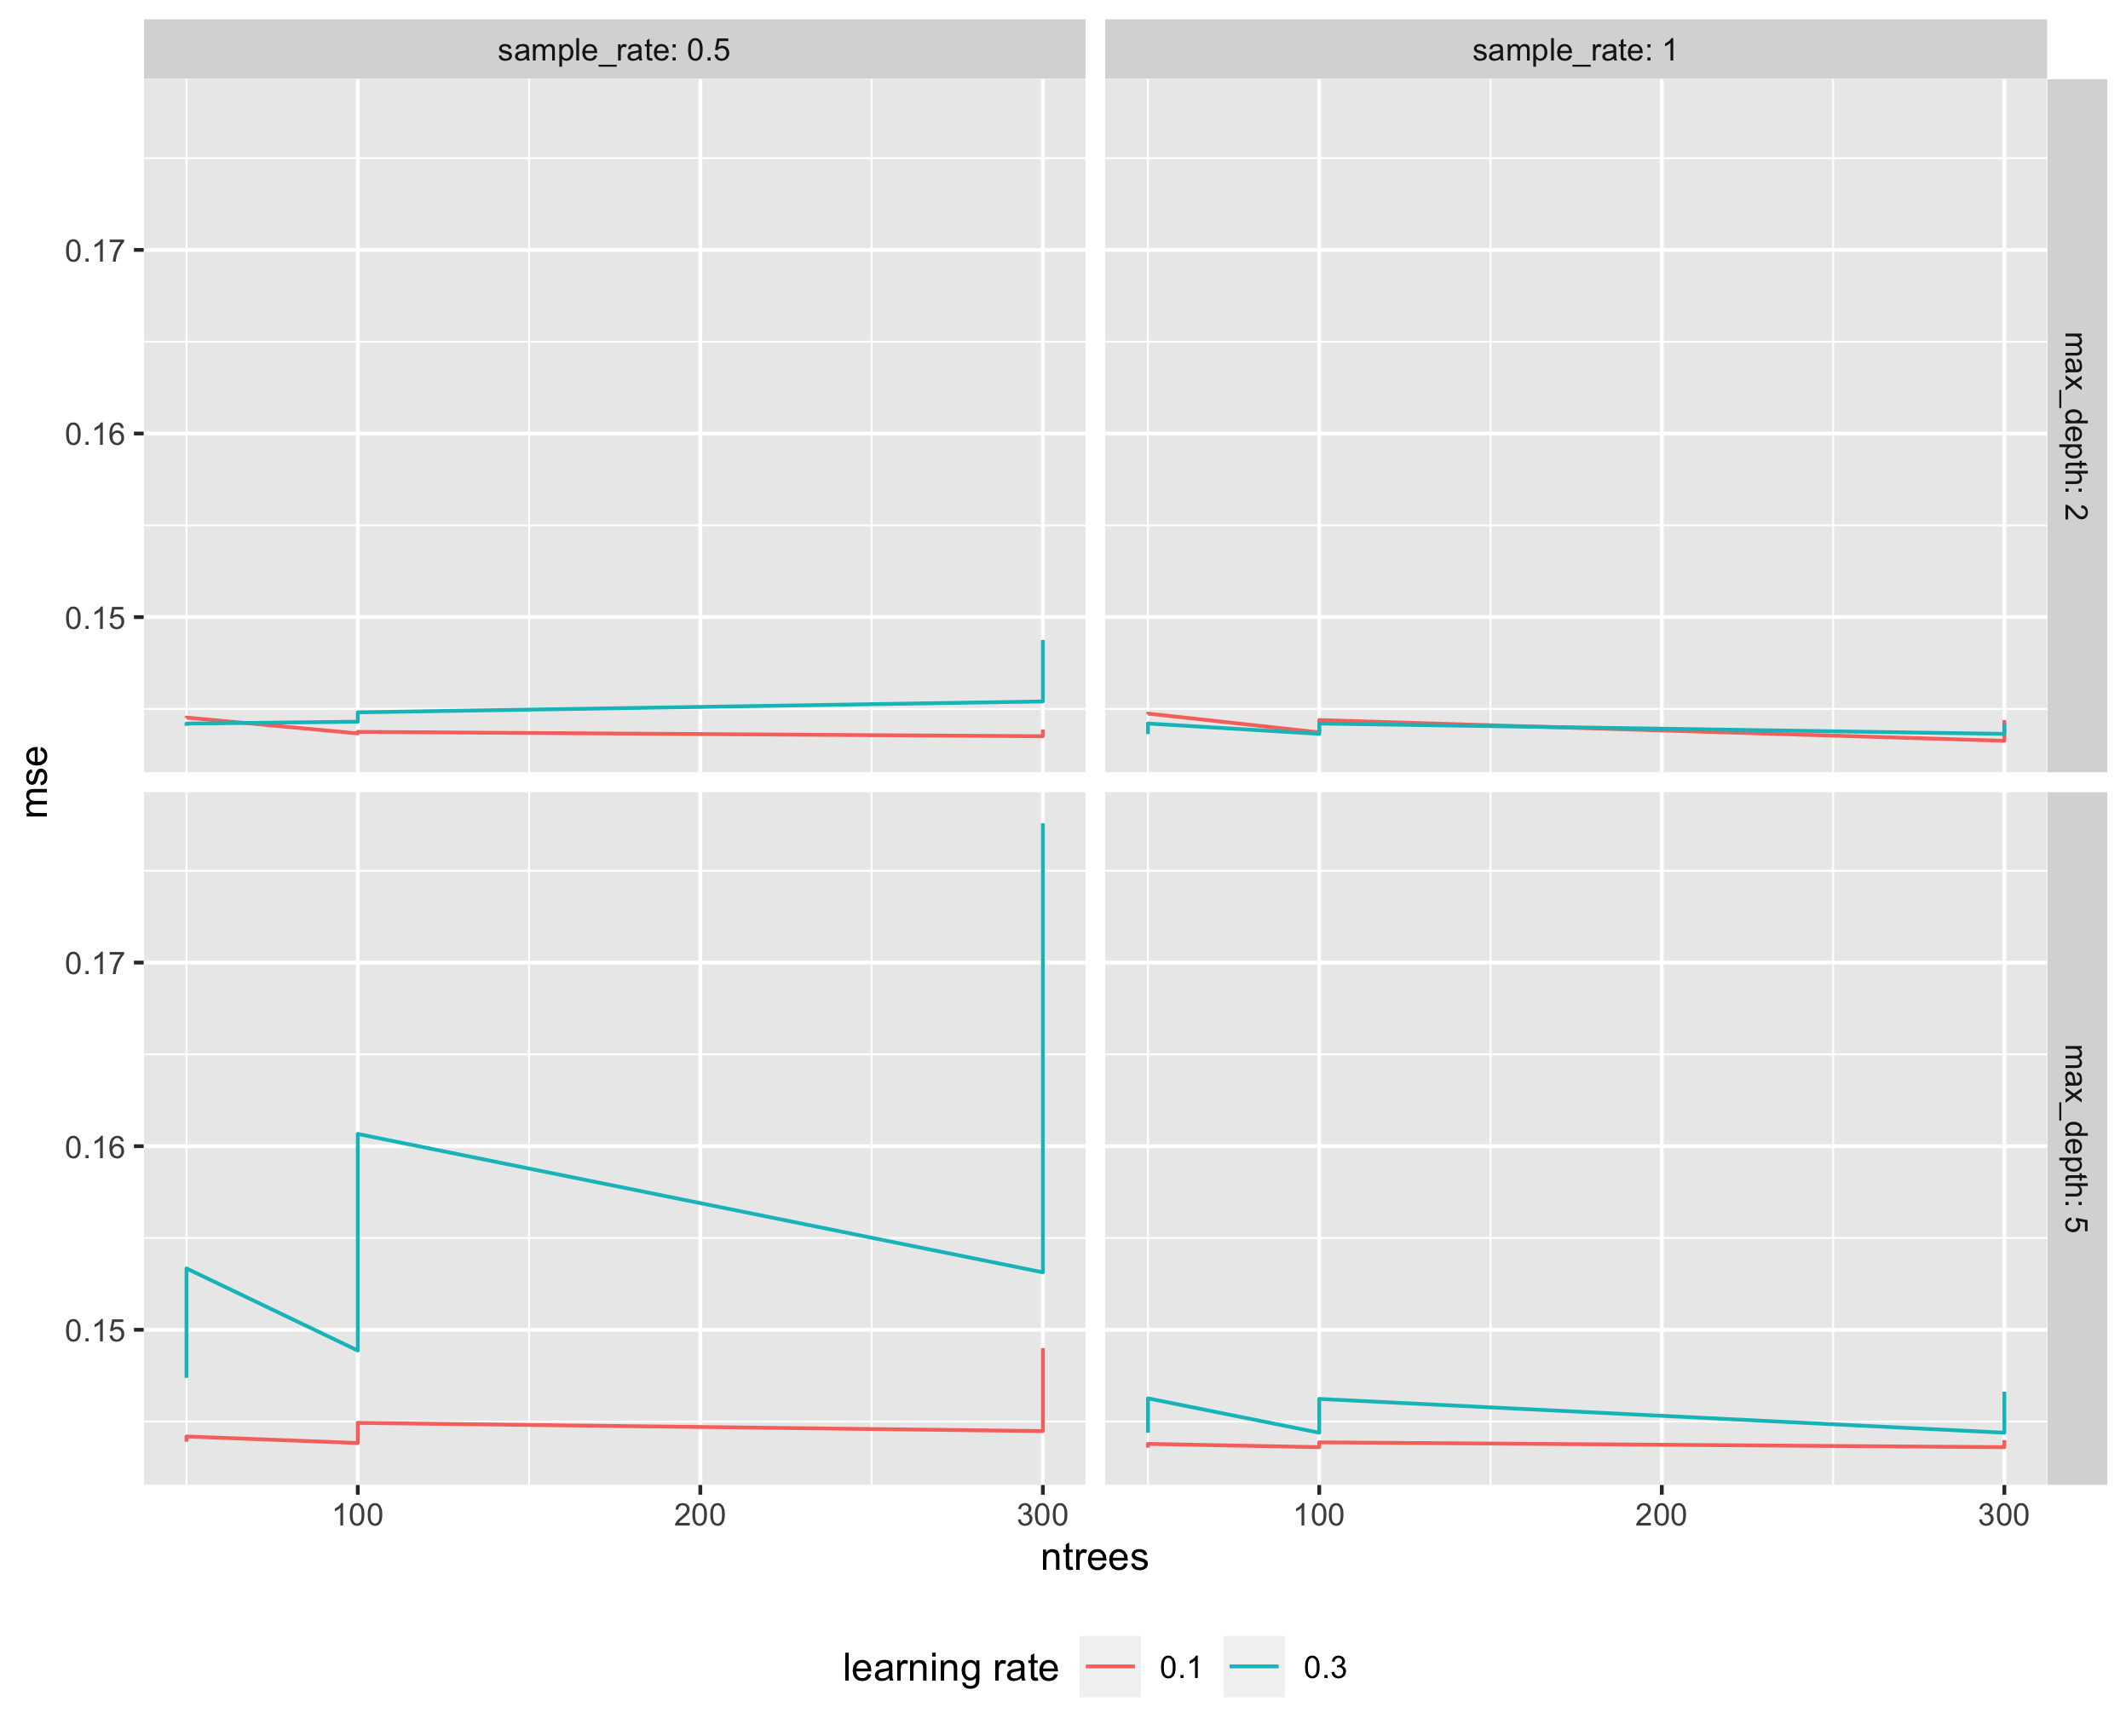 sample_rate: 0.5
sample_rate: 1
0.17
0.16
0.15
max_depth: 2
mse
0.17
0.16
0.15
max_depth: 5
100 200 300 100 200 300
ntrees
learning rate 0.1 0.3